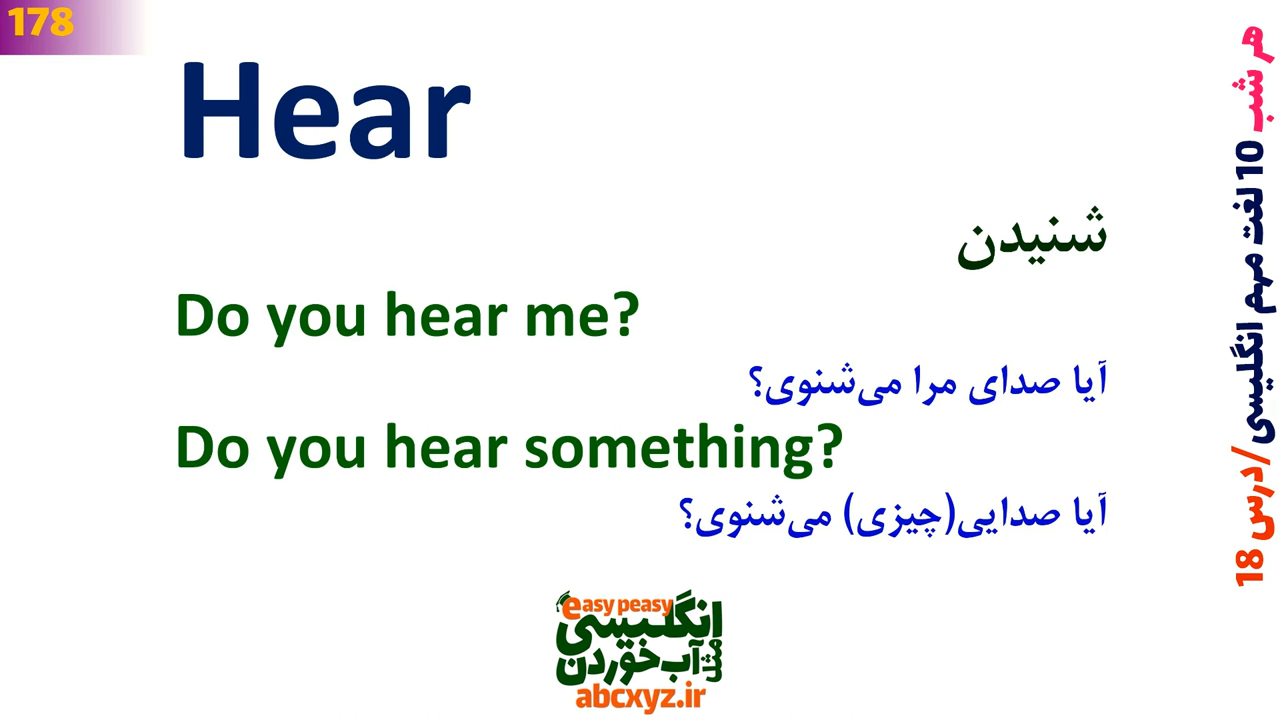 178
Hear
شنیدن
Do you hear me?
آیا صدای مرا می‌شنوی؟
Do you hear something?
آیا صدایی(چیزی) می‌شنوی؟
هر شب 10 لغت مهم انگلیسی/درس 18
easy peasy
انگلیسی
مثل آب خوردن
abcxyz.ir